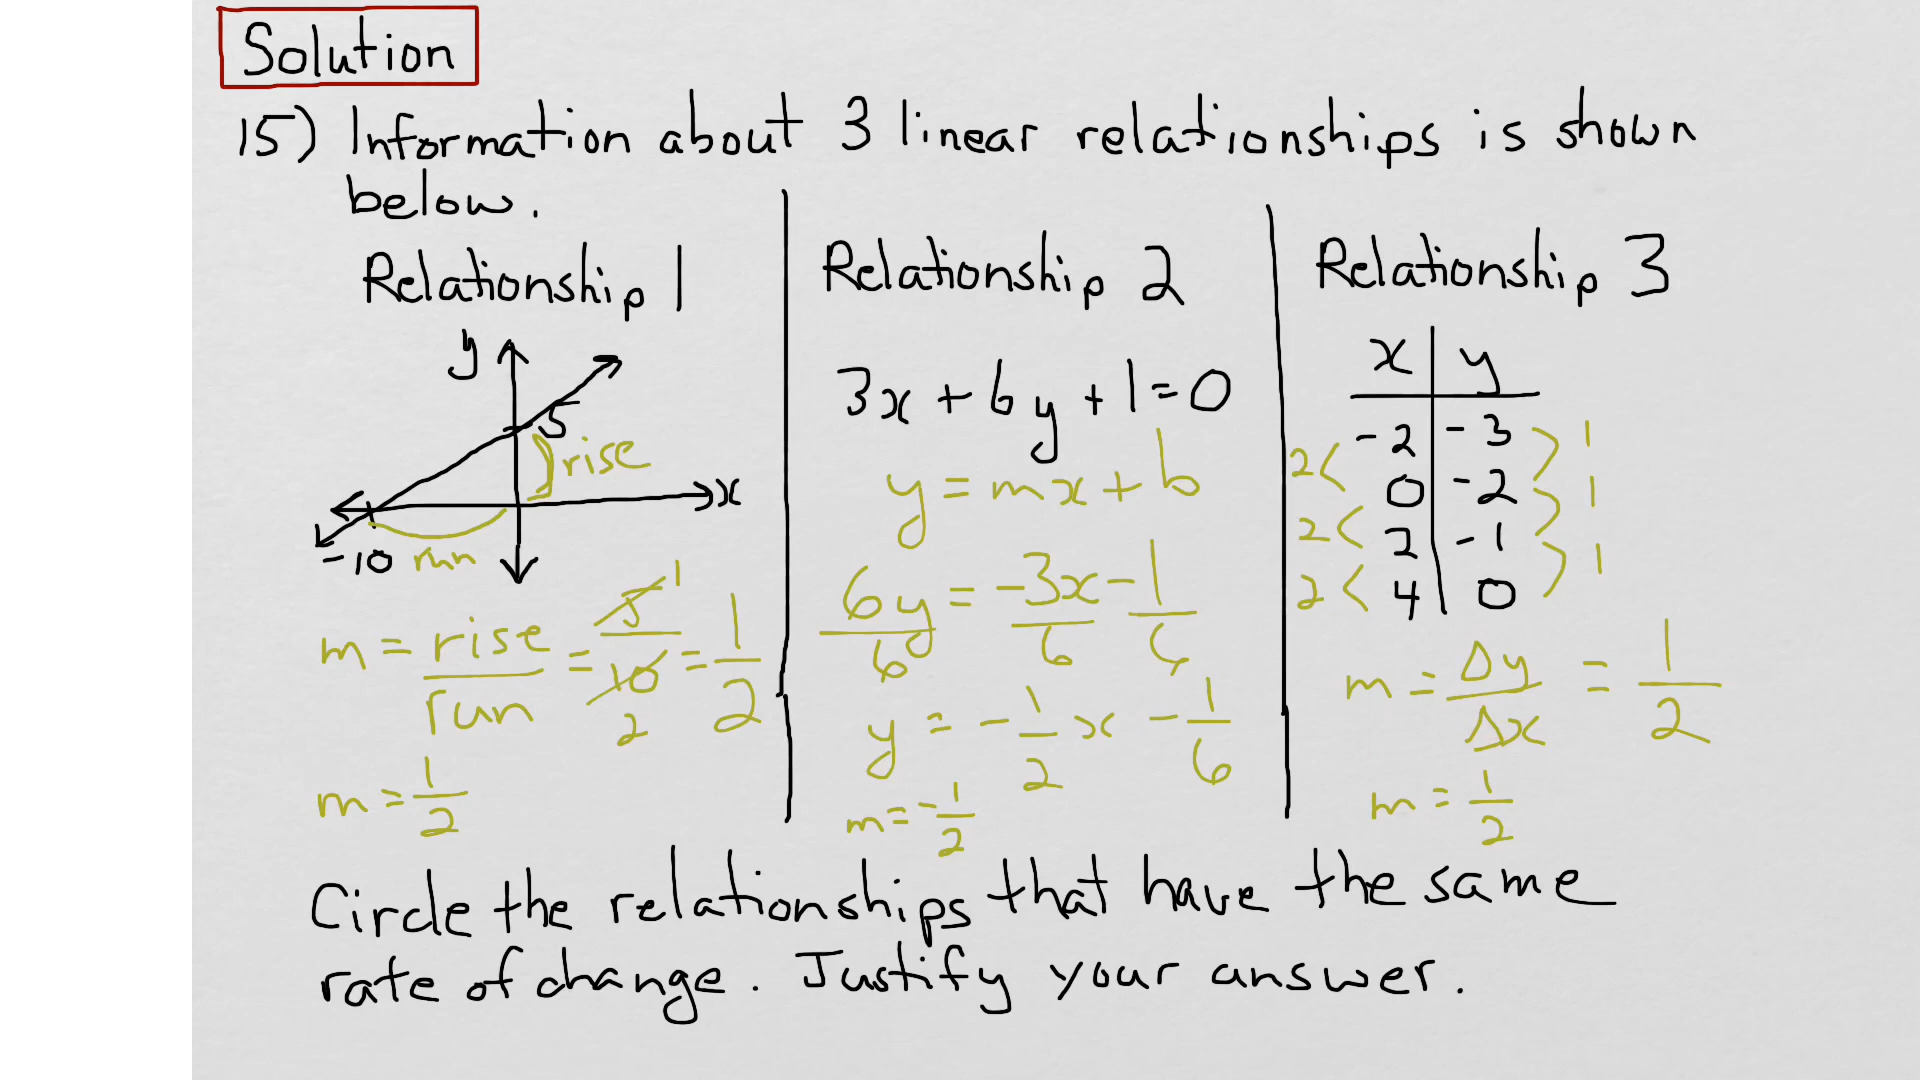 Solution
15) Information about 3 linear relationships is shown
below.
Relationship 1
y
5
rise
x
-10 run
m = rise/run = 5/10 = 1/2
1
2
m = 1/2
Relationship 2
3x + 6y + 1 = 0
y = mx + b
6y/6 = -3x/6 - 1/6
y = -1/2 x - 1/6
m = -1/2
Relationship 3
x y
-2 -3
0 -2
2 -1
4 0
2< >1
2< >1
2< >1
m = Δy/Δx = 1/2
m = 1/2
Circle the relationships that have the same
rate of change. Justify your answer.